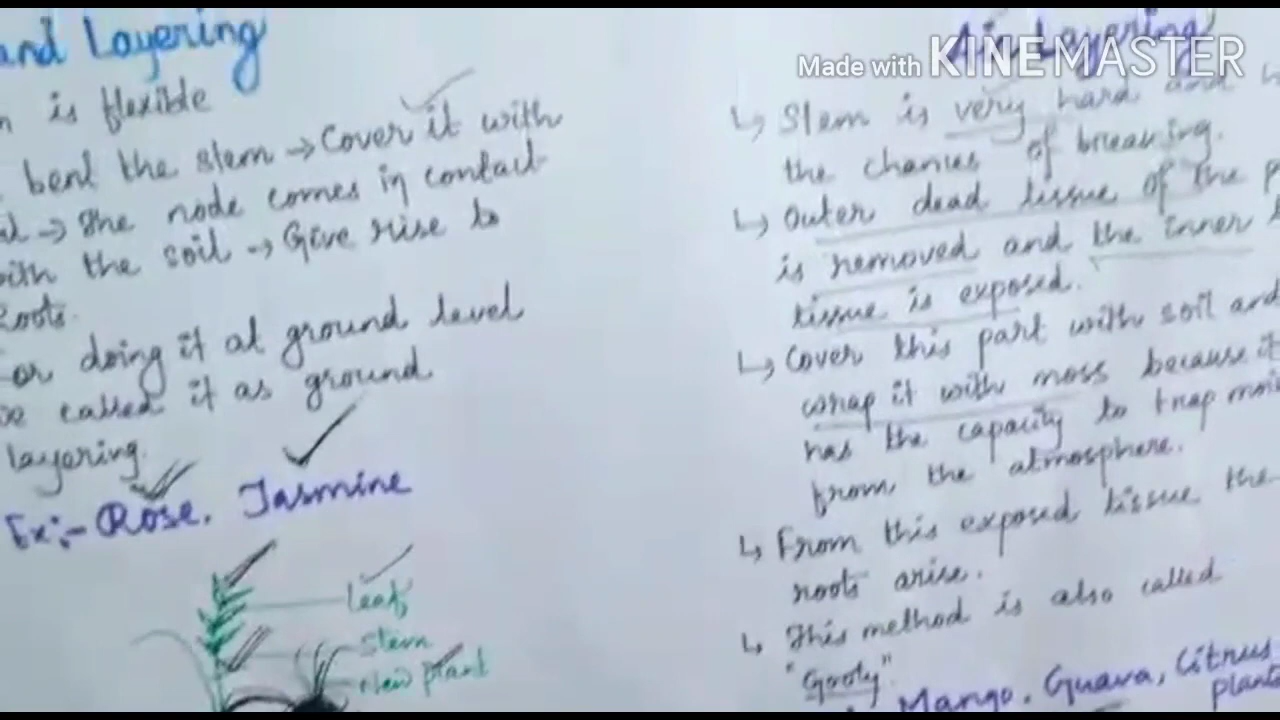 and Layering
is flexible
bent the stem → Cover it with
→ The node comes in contact
with the soil → Give rise to
Roots.
For doing it at ground level
we called it as ground
layering.
Ex:- Rose, Jasmine
leaf
stem
New plant
Made with KINEMASTER
Air Layering
↳ Stem is very hard and
the chances of breaking.
↳ Outer dead tissue of the
is removed and the inner
tissue is exposed.
↳ Cover this part with soil and
wrap it with moss because it
has the capacity to trap
from the atmosphere.
↳ From this exposed tissue the
roots arise.
↳ This method is also called
"Gooty".
Mango, Guava, Citrus
plants